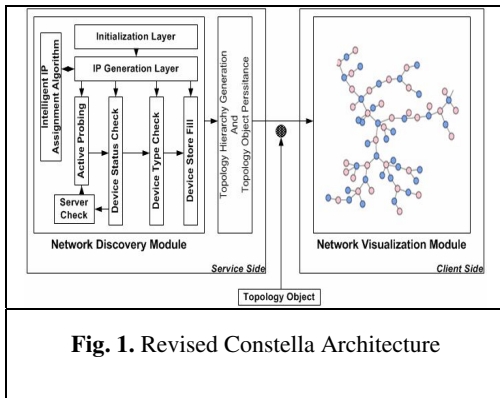 Initialization Layer
IP Generation Layer
Intelligent IP
Assignment Algorithm
Active Probing
Device Status Check
Device Type Check
Device Store Fill
Server
Check
Network Discovery Module
Topology Hierarchy Generation
And
Topology Object Perssitance
Service Side
Network Visualization Module
Client Side
Topology Object
Fig. 1. Revised Constella Architecture